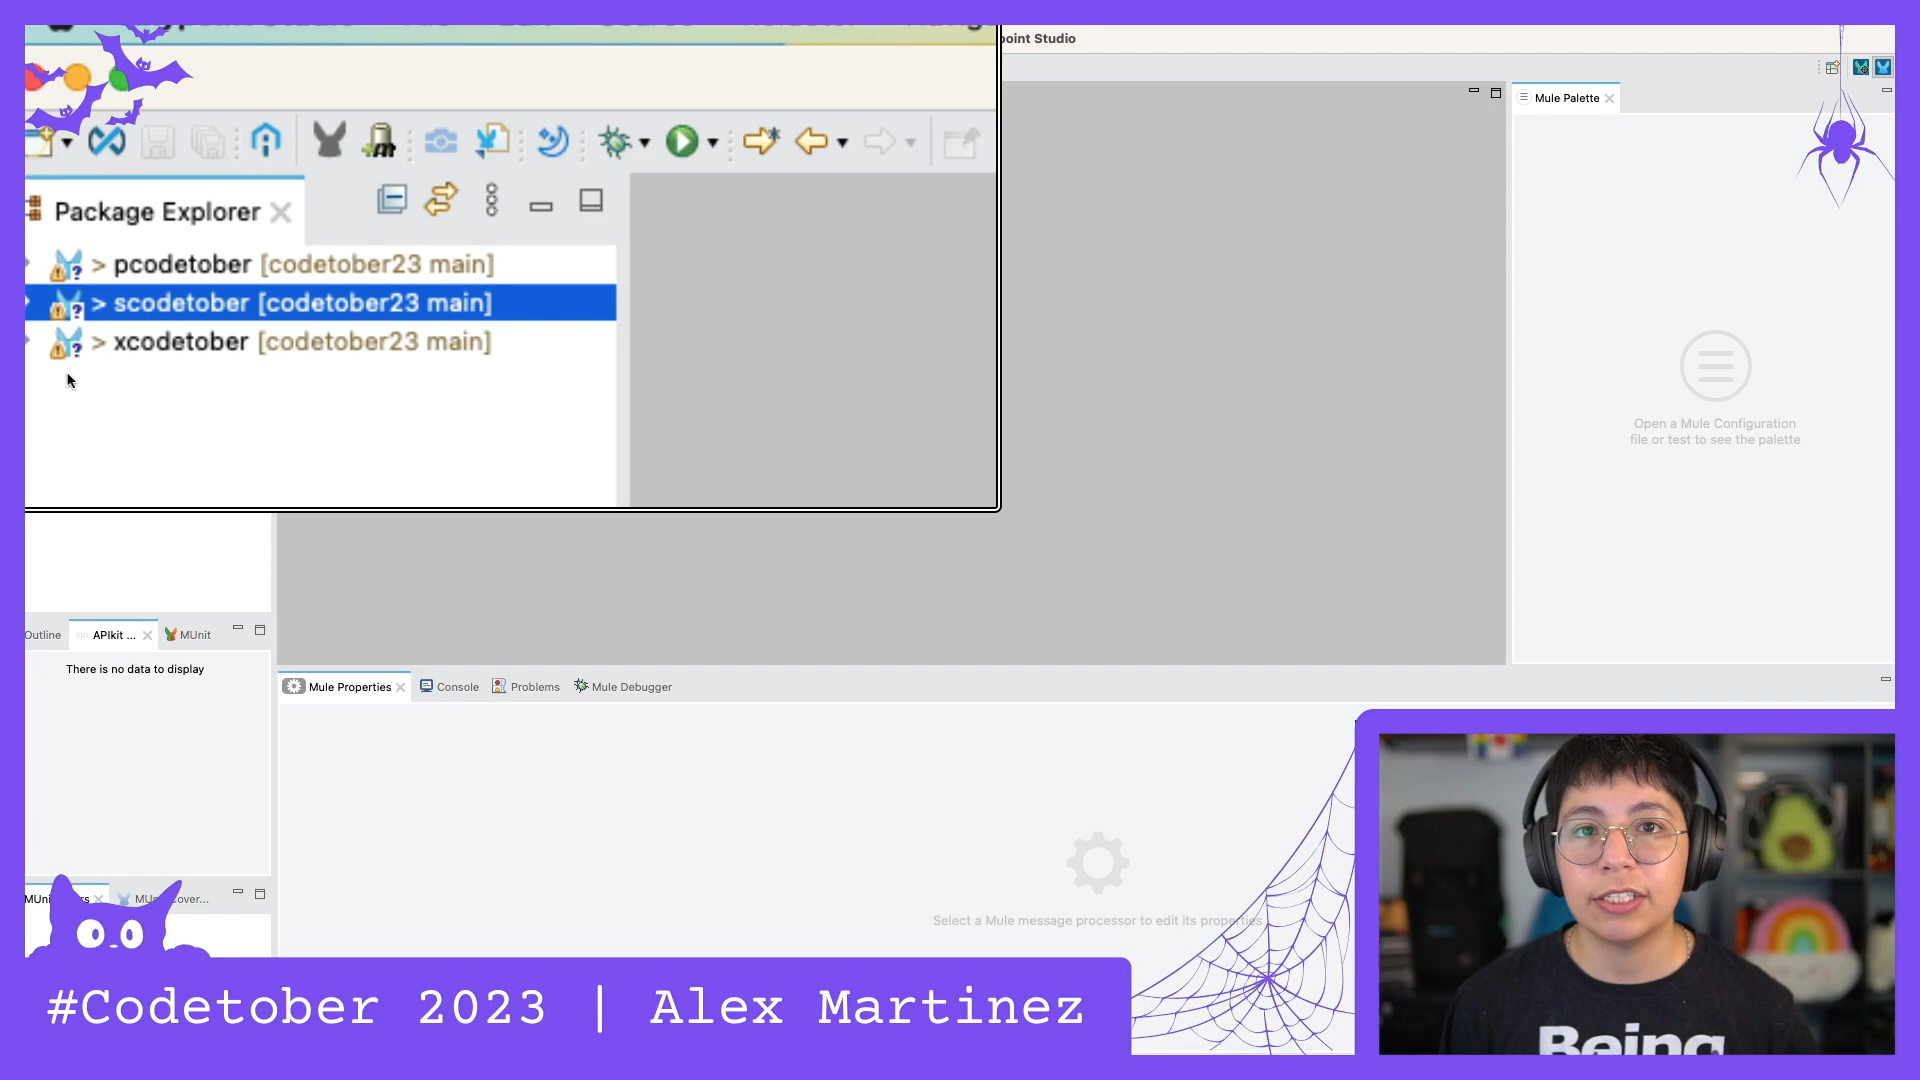 point Studio
Package Explorer
> pcodetober [codetober23 main]
> scodetober [codetober23 main]
> xcodetober [codetober23 main]
Mule Palette
Open a Mule Configuration
file or test to see the palette
Outline
APIkit ...
MUnit
There is no data to display
Mule Properties
Console
Problems
Mule Debugger
Select a Mule message processor to edit its properties
#Codetober 2023 | Alex Martinez
Being